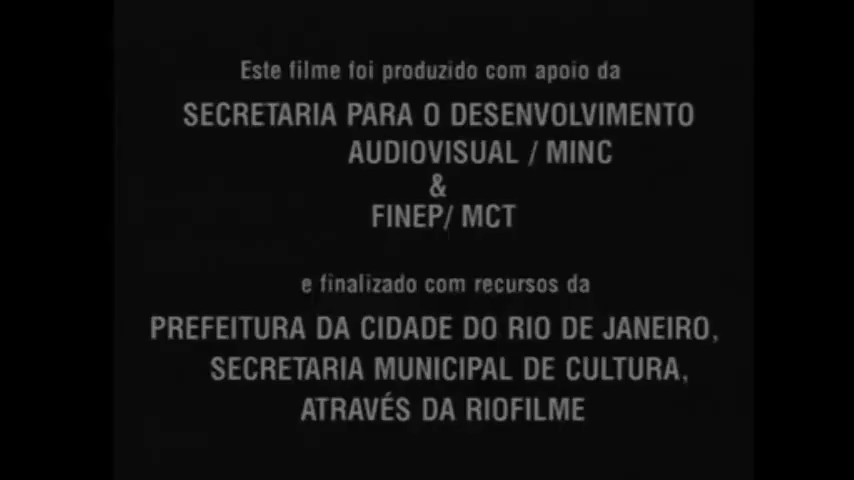 Este filme foi produzido com apoio da
SECRETARIA PARA O DESENVOLVIMENTO
AUDIOVISUAL / MINC
&
FINEP/ MCT
e finalizado com recursos da
PREFEITURA DA CIDADE DO RIO DE JANEIRO,
SECRETARIA MUNICIPAL DE CULTURA,
ATRAVÉS DA RIOFILME